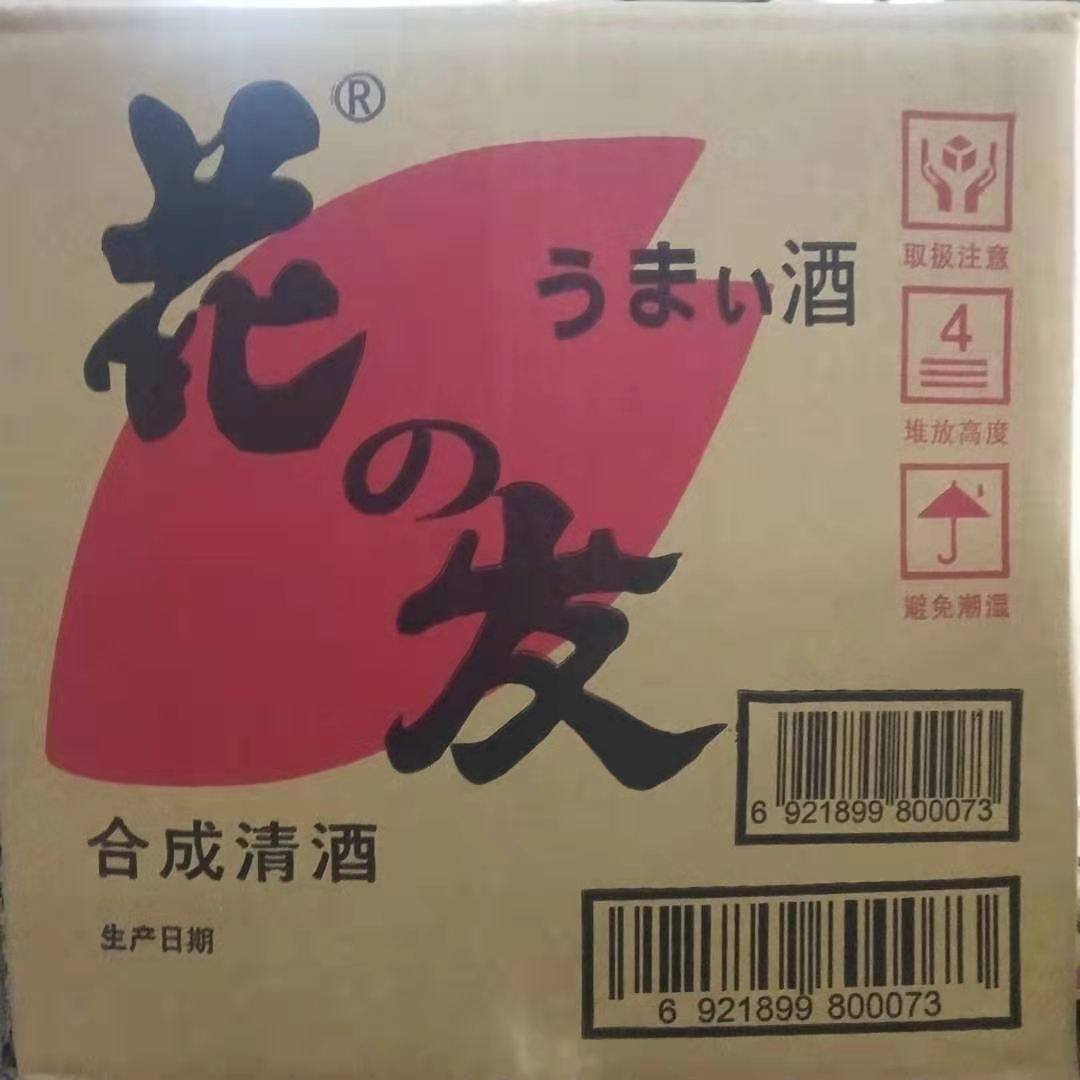 花の发®
うまい酒
取扱注意
4
堆放高度
避免潮湿
合成清酒
生产日期
6 921899 800073
6 921899 800073